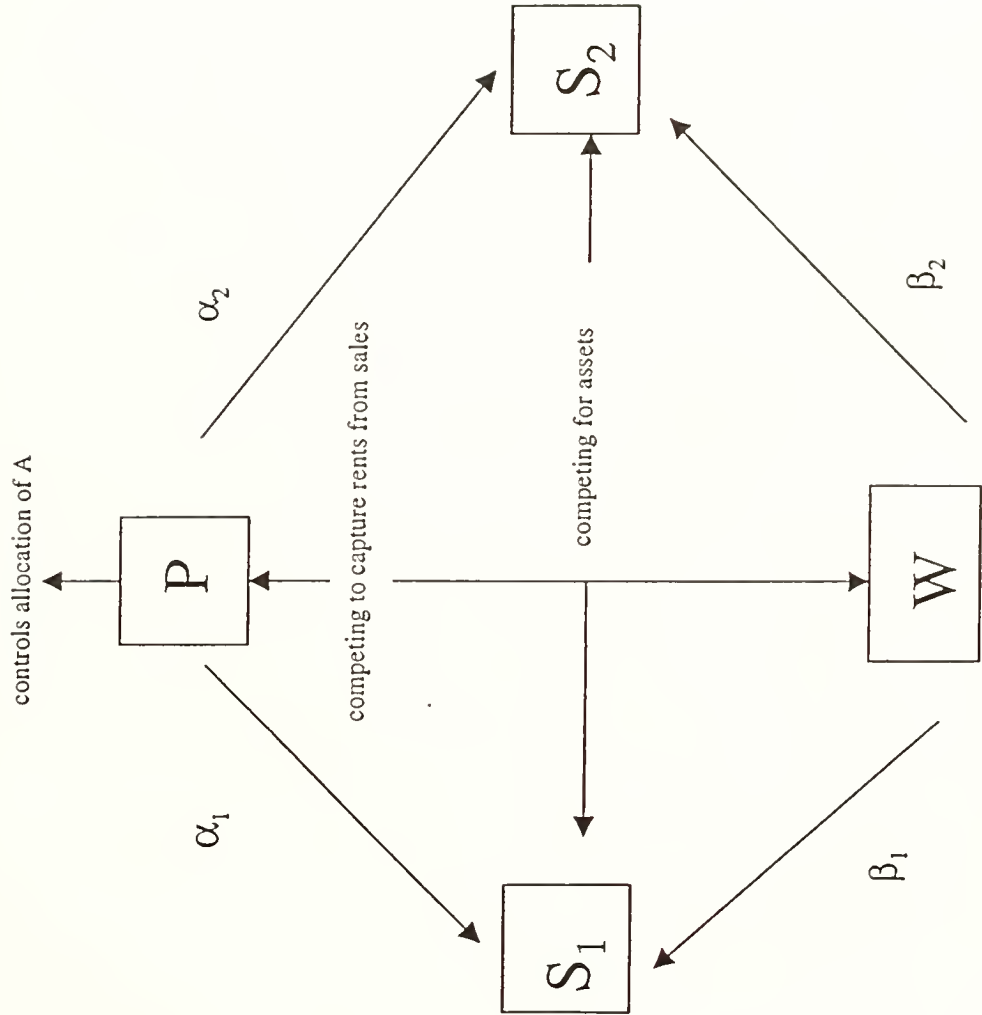 controls allocation of A
P
α₁
α₂
competing to capture rents from sales
competing for assets
S₁
S₂
β₁
β₂
W